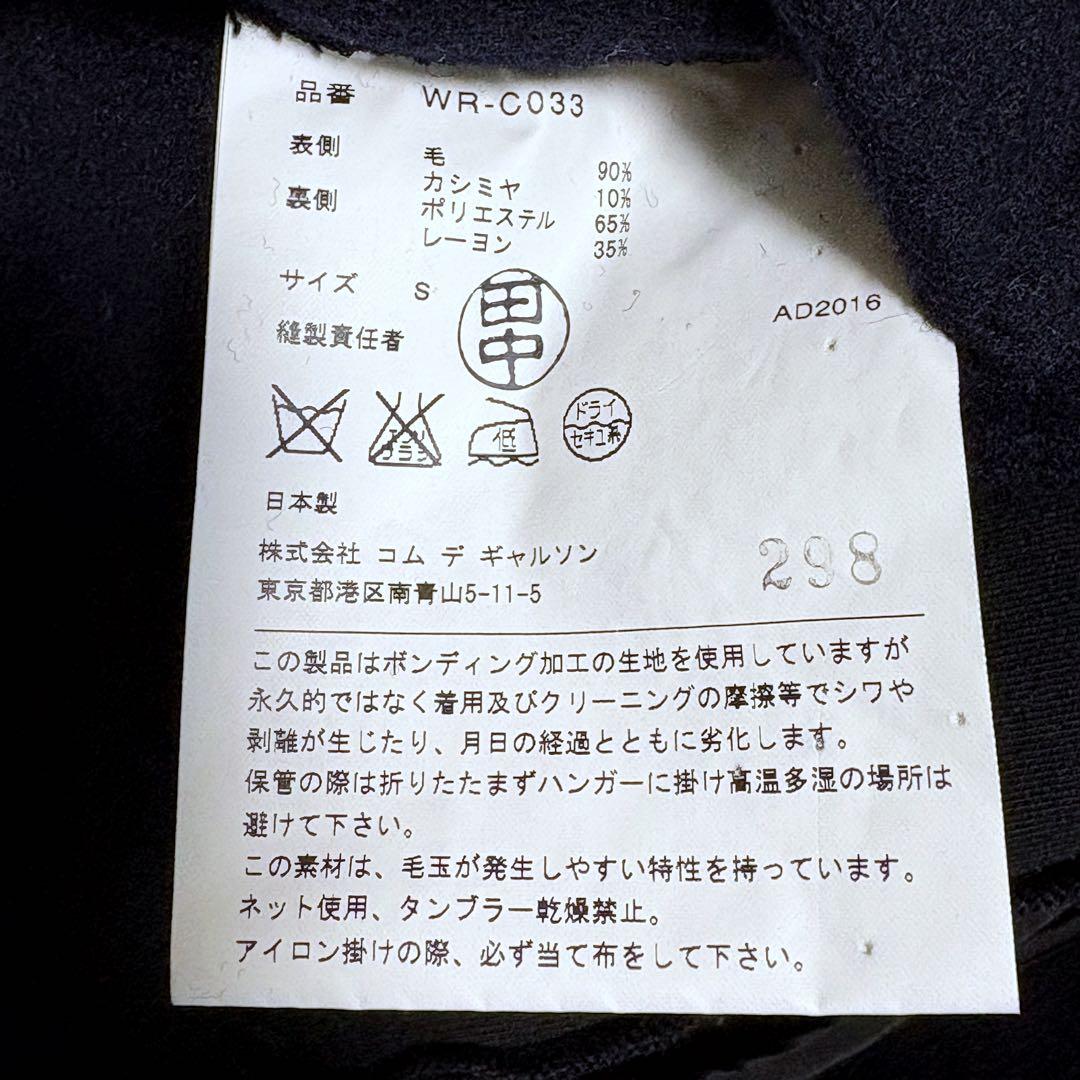 品番 WR-C033
表側 毛 90%
カシミヤ 10%
裏側 ポリエステル 65%
レーヨン 35%
サイズ S
縫製責任者 田中
AD2016
エンソ
ブラシ
低
ドライ
セキユ系
日本製
株式会社 コム デ ギャルソン
東京都港区南青山5-11-5
298
この製品はボンディング加工の生地を使用していますが
永久的ではなく着用及びクリーニングの摩擦等でシワや
剥離が生じたり、月日の経過とともに劣化します。
保管の際は折りたたまずハンガーに掛け高温多湿の場所は
避けて下さい。
この素材は、毛玉が発生しやすい特性を持っています。
ネット使用、タンブラー乾燥禁止。
アイロン掛けの際、必ず当て布をして下さい。